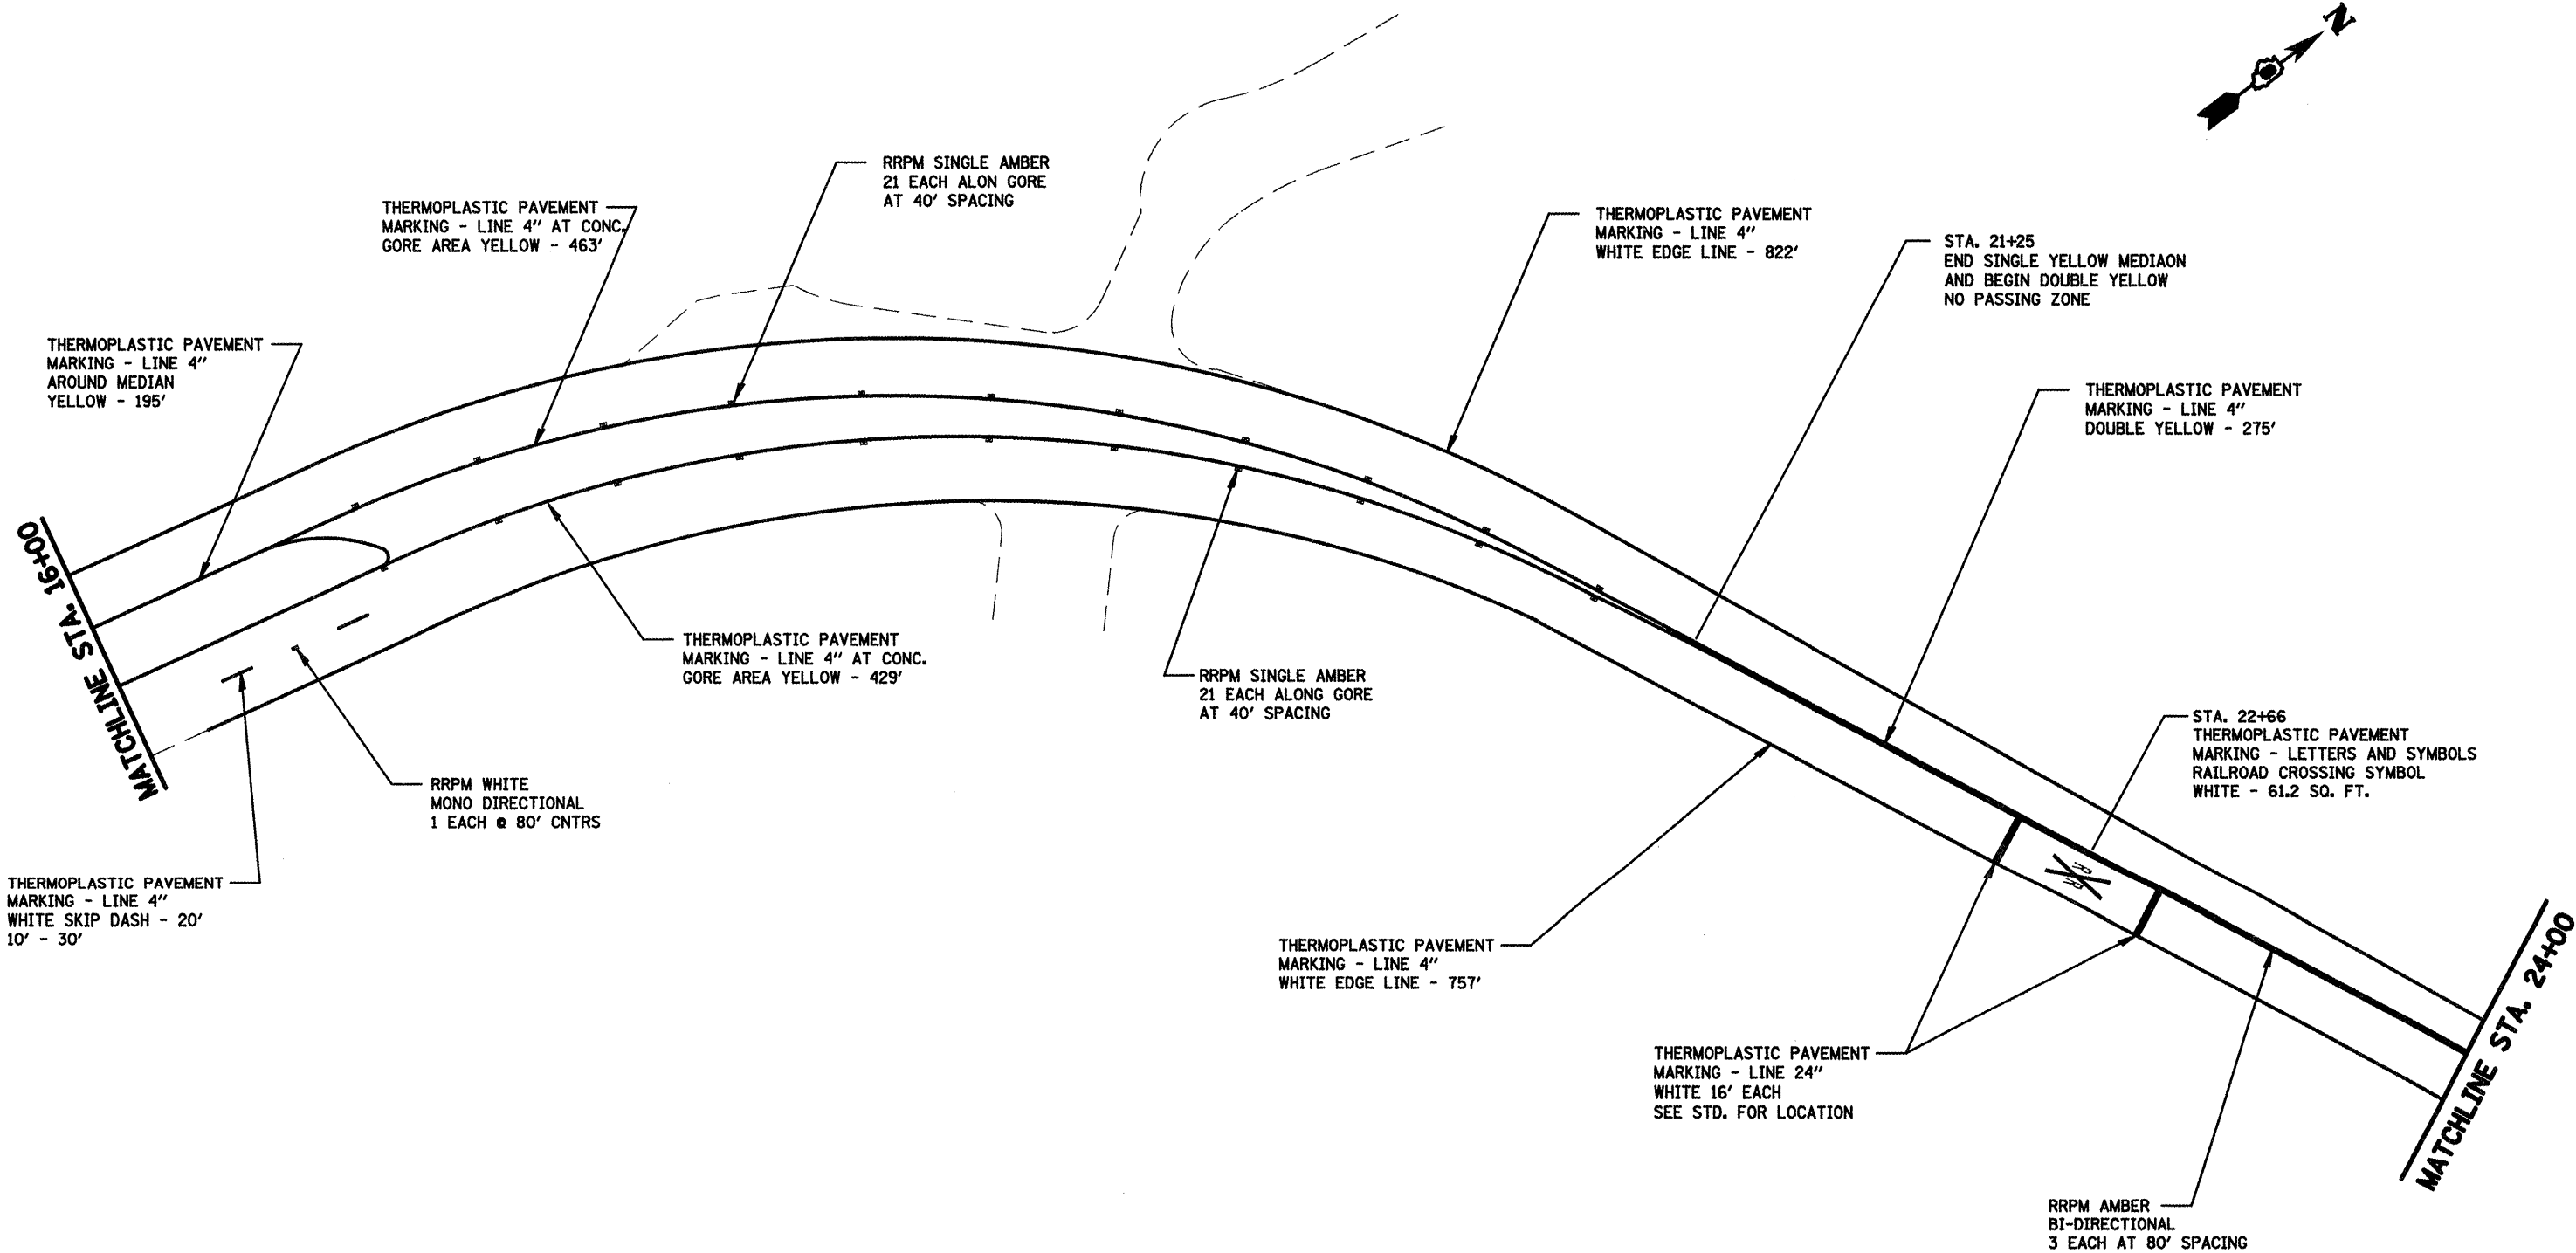 N
RRPM SINGLE AMBER
21 EACH ALON GORE
AT 40' SPACING
THERMOPLASTIC PAVEMENT
MARKING - LINE 4" AT CONC.
GORE AREA YELLOW - 463'
THERMOPLASTIC PAVEMENT
MARKING - LINE 4"
WHITE EDGE LINE - 822'
STA. 21+25
END SINGLE YELLOW MEDIAON
AND BEGIN DOUBLE YELLOW
NO PASSING ZONE
THERMOPLASTIC PAVEMENT
MARKING - LINE 4"
AROUND MEDIAN
YELLOW - 195'
THERMOPLASTIC PAVEMENT
MARKING - LINE 4"
DOUBLE YELLOW - 275'
MATCHLINE STA. 16+00
THERMOPLASTIC PAVEMENT
MARKING - LINE 4" AT CONC.
GORE AREA YELLOW - 429'
RRPM SINGLE AMBER
21 EACH ALONG GORE
AT 40' SPACING
STA. 22+66
THERMOPLASTIC PAVEMENT
MARKING - LETTERS AND SYMBOLS
RAILROAD CROSSING SYMBOL
WHITE - 61.2 SQ. FT.
RRPM WHITE
MONO DIRECTIONAL
1 EACH @ 80' CNTRS
THERMOPLASTIC PAVEMENT
MARKING - LINE 4"
WHITE SKIP DASH - 20'
10' - 30'
R R
THERMOPLASTIC PAVEMENT
MARKING - LINE 4"
WHITE EDGE LINE - 757'
MATCHLINE STA. 24+00
THERMOPLASTIC PAVEMENT
MARKING - LINE 24"
WHITE 16' EACH
SEE STD. FOR LOCATION
RRPM AMBER
BI-DIRECTIONAL
3 EACH AT 80' SPACING